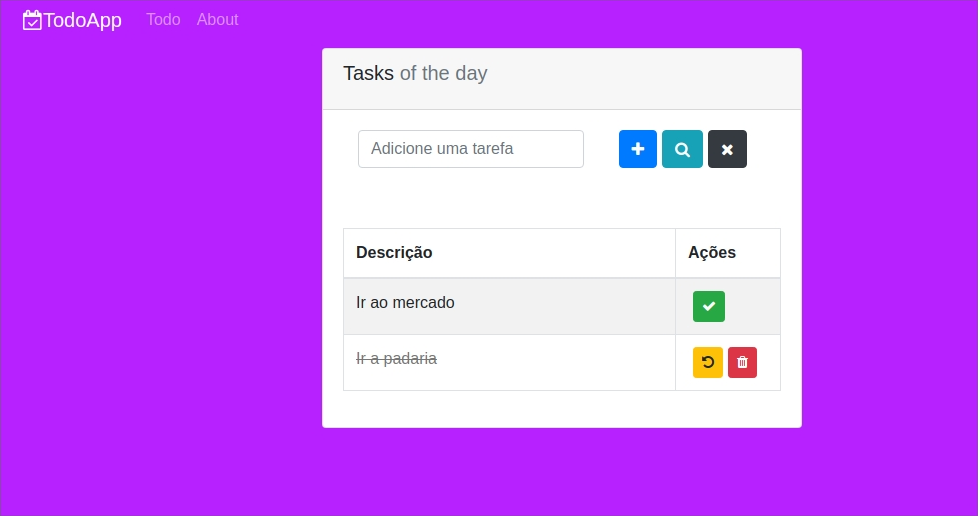 TodoApp Todo About
Tasks of the day
Adicione uma tarefa
Descrição Ações
Ir ao mercado
Ir a padaria